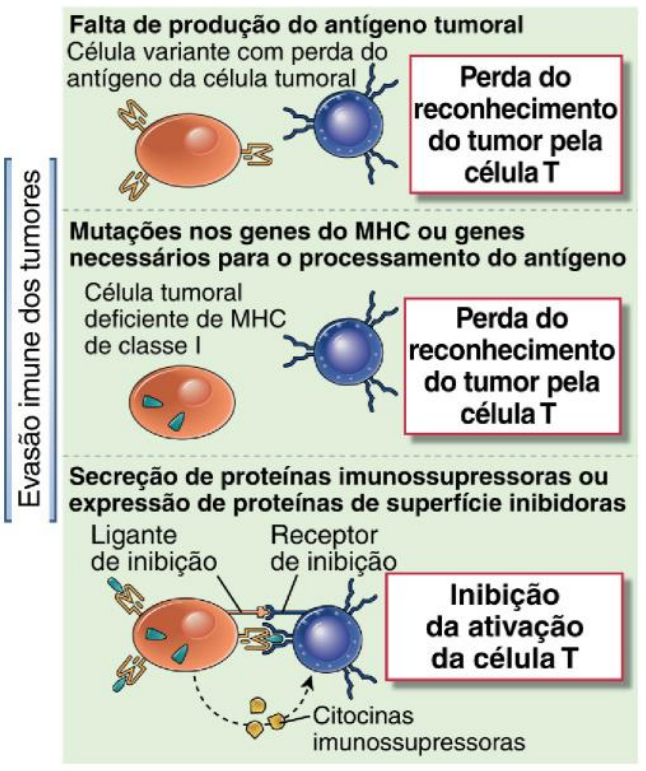 Evasão imune dos tumores
Falta de produção do antígeno tumoral
Célula variante com perda do
antígeno da célula tumoral
Perda do
reconhecimento
do tumor pela
célula T
Mutações nos genes do MHC ou genes
necessários para o processamento do antígeno
Célula tumoral
deficiente de MHC
de classe I
Perda do
reconhecimento
do tumor pela
célula T
Secreção de proteínas imunossupressoras ou
expressão de proteínas de superfície inibidoras
Ligante
de inibição
Receptor
de inibição
Inibição
da ativação
da célula T
Citocinas
imunossupressoras